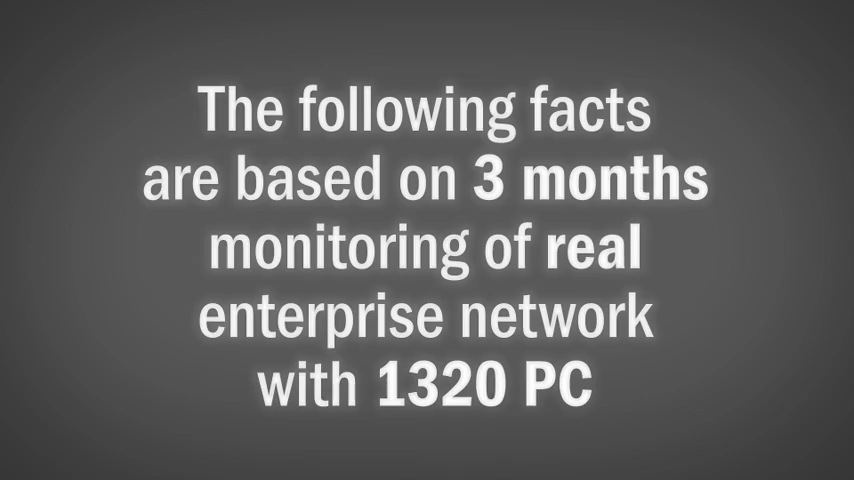 The following facts
are based on 3 months
monitoring of real
enterprise network
with 1320 PC